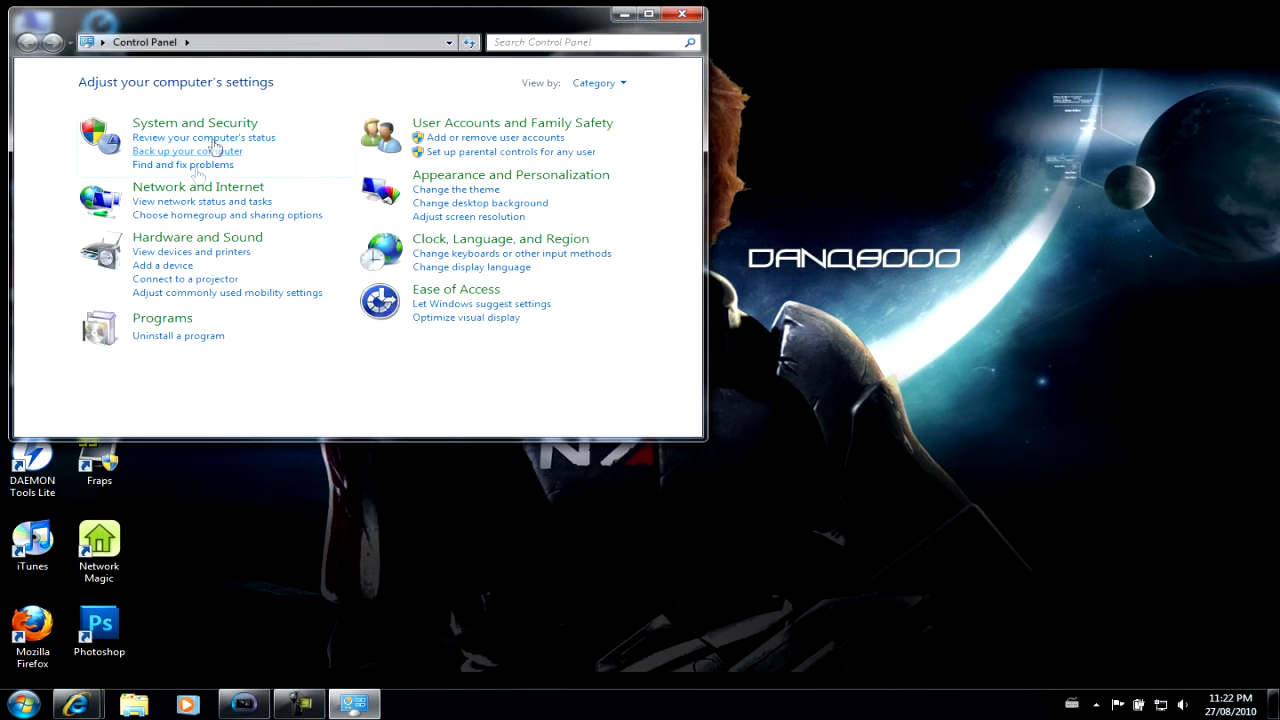 Control Panel
Search Control Panel
Adjust your computer's settings
View by: Category
System and Security
Review your computer's status
Back up your computer
Find and fix problems
Network and Internet
View network status and tasks
Choose homegroup and sharing options
Hardware and Sound
View devices and printers
Add a device
Connect to a projector
Adjust commonly used mobility settings
Programs
Uninstall a program
User Accounts and Family Safety
Add or remove user accounts
Set up parental controls for any user
Appearance and Personalization
Change the theme
Change desktop background
Adjust screen resolution
Clock, Language, and Region
Change keyboards or other input methods
Change display language
Ease of Access
Let Windows suggest settings
Optimize visual display
DANQ8000
N7
DAEMON
Tools Lite
Fraps
iTunes
Network
Magic
Ps
Mozilla
Firefox
Photoshop
11:22 PM
27/08/2010